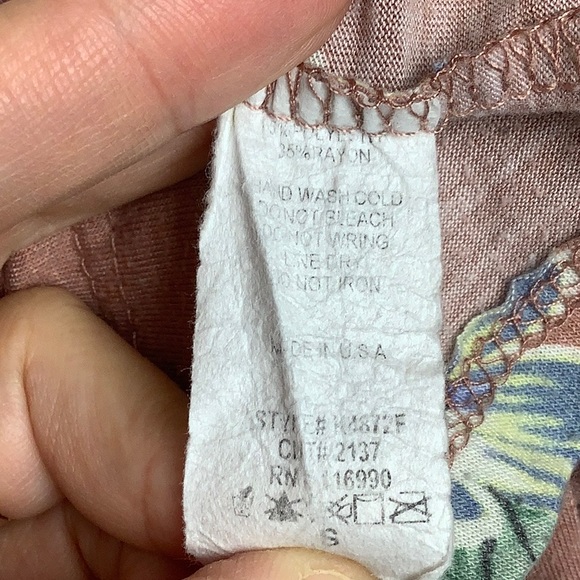 35%RAYON
HAND WASH COLD
DO NOT BLEACH
DO NOT WRING
LINE DRY
DO NOT IRON
MADE IN U.S.A
STYLE# K4872F
CUT# 2137
RN# 116990
S